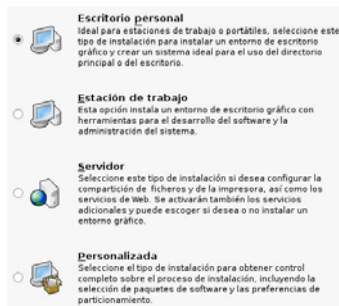 Escritorio personal
Ideal para estaciones de trabajo o portátiles, seleccione este
tipo de instalación para instalar un entorno de escritorio
gráfico y crear un sistema ideal para el uso del directorio
principal o del escritorio.
Estación de trabajo
Esta opción instala un entorno de escritorio gráfico con
herramientas para el desarrollo del software y la
administración del sistema.
Servidor
Seleccione este tipo de instalación si desea configurar la
compartición de ficheros y de la impresora, así como los
servicios de Web. Se activarán también los servicios
adicionales y puede escoger si desea o no instalar un
entorno gráfico.
Personalizada
Seleccione el tipo de instalación para obtener control
completo sobre el proceso de instalación, incluyendo la
selección de paquetes de software y las preferencias de
particionamiento.